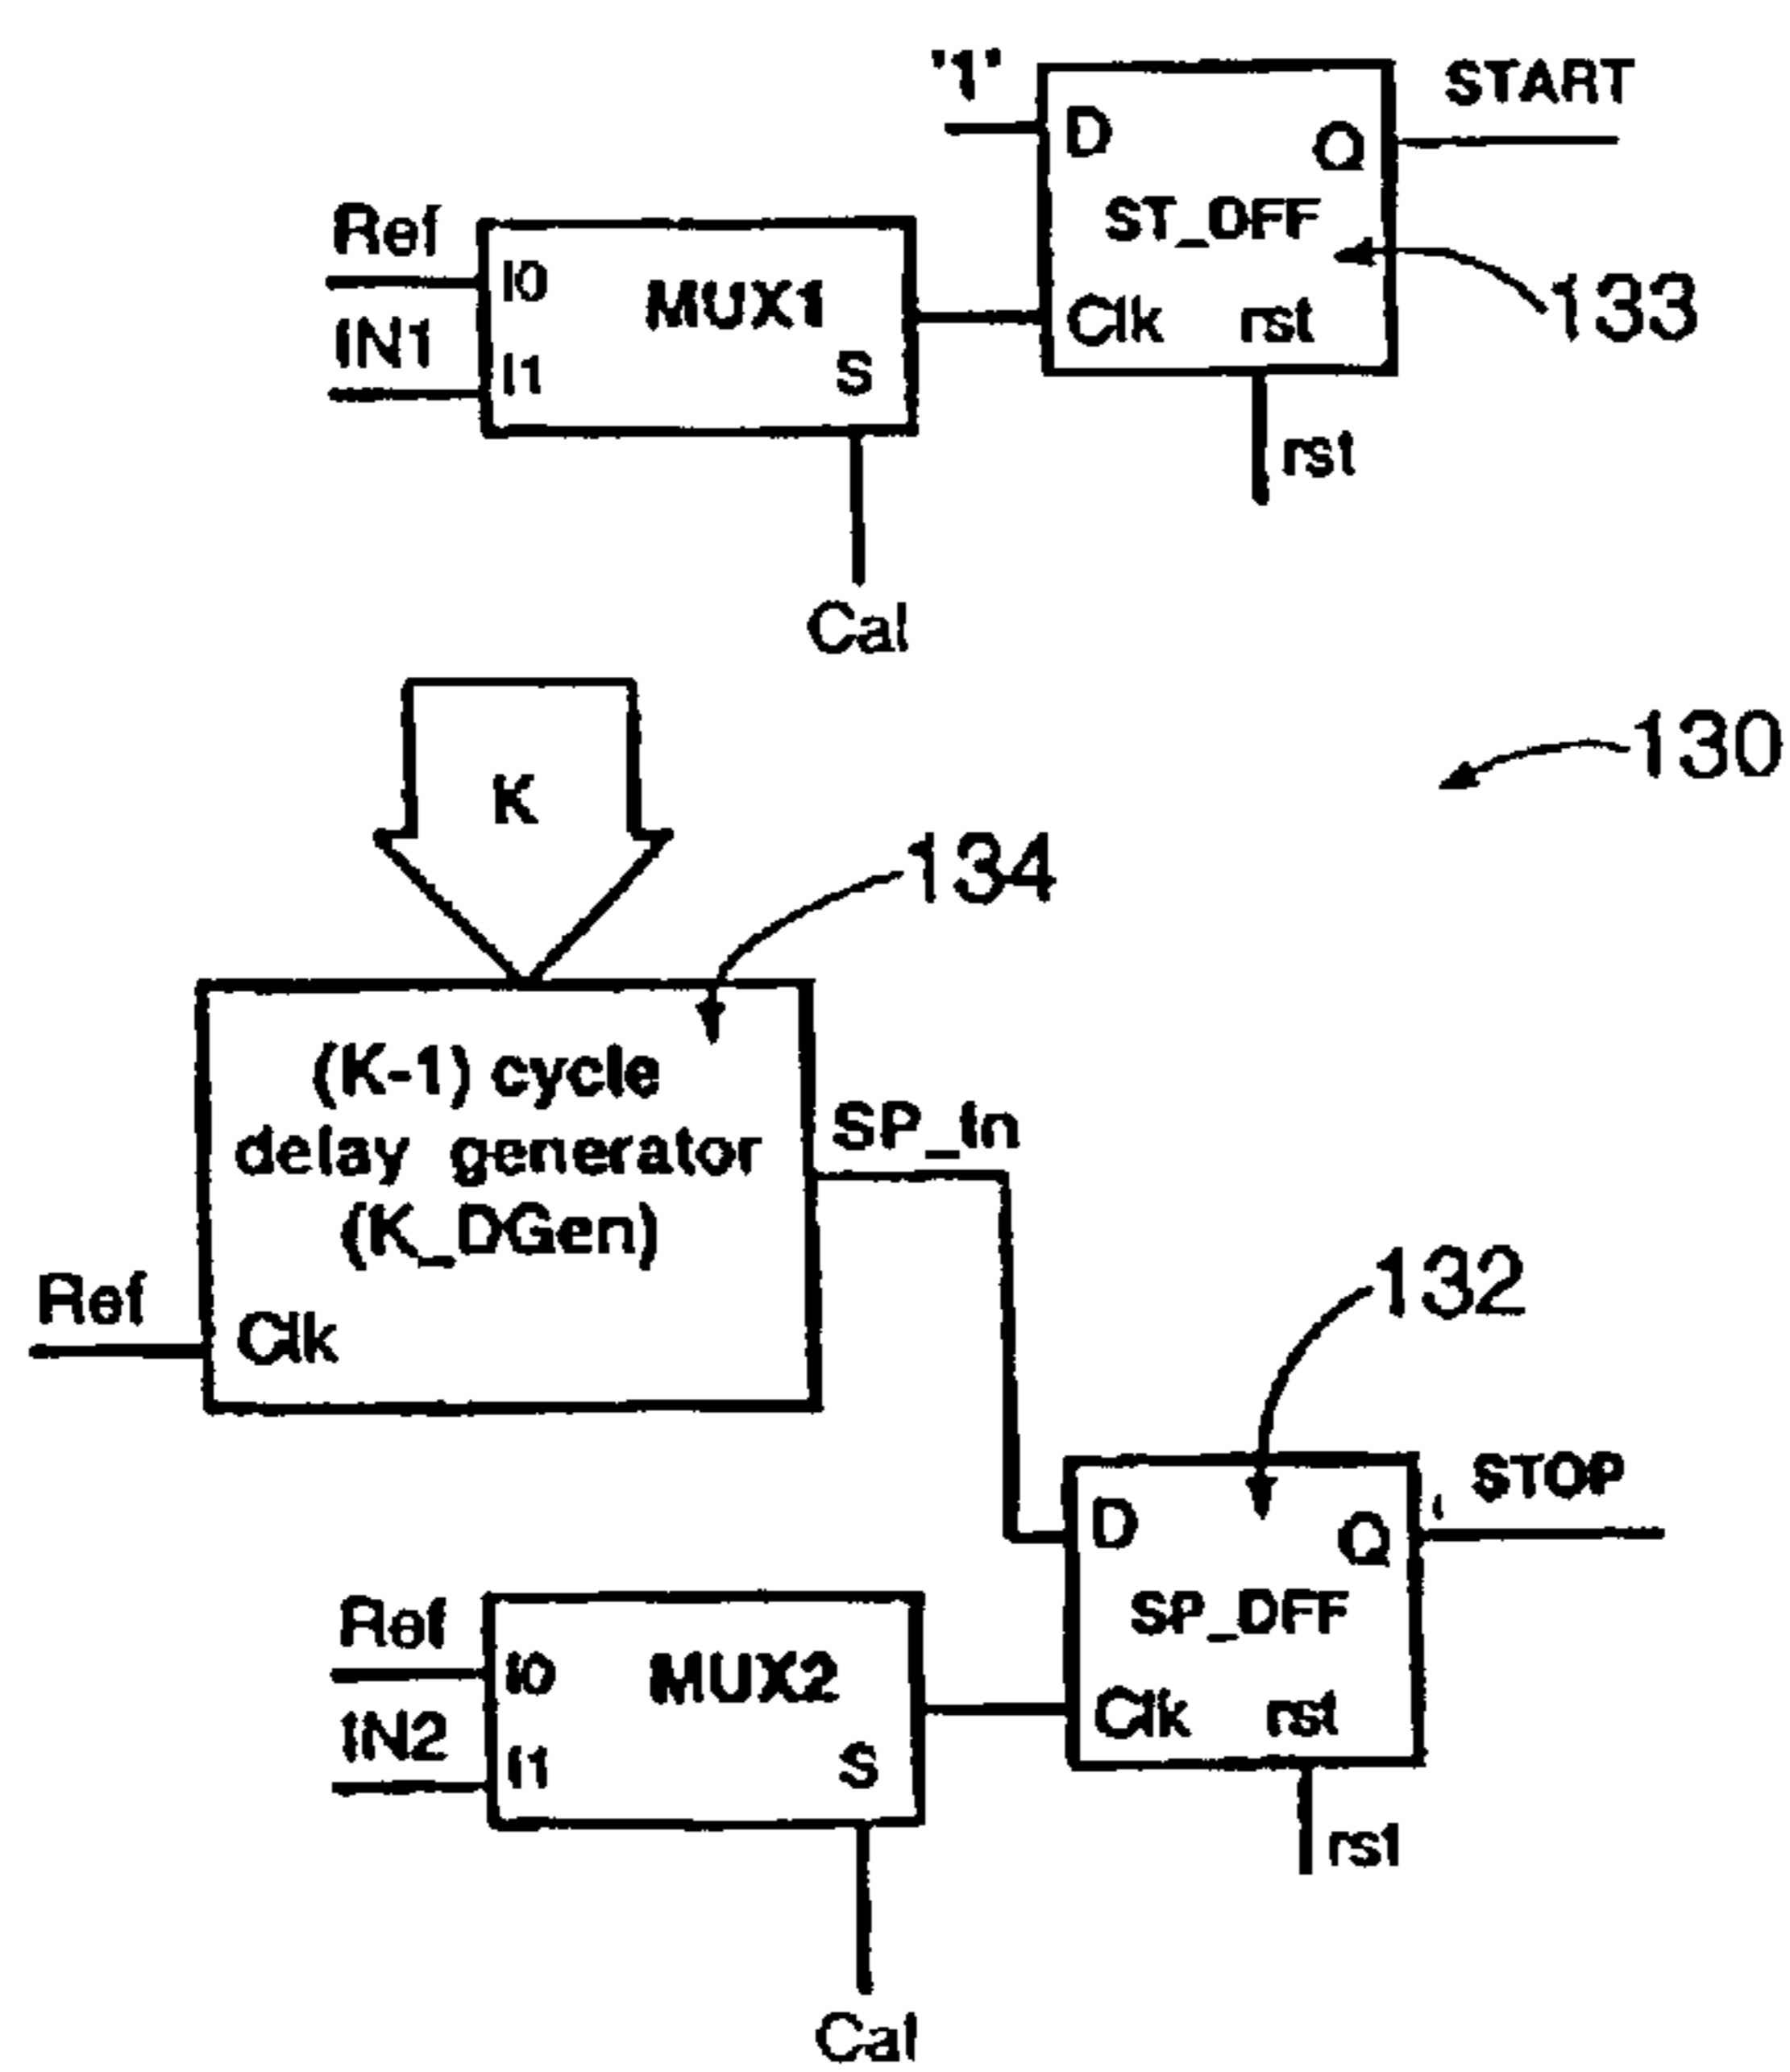 '1'
START
D
Q
ST_OFF
Ref
I0
MUX1
Clk
rst
133
IN1
I1
S
rst
Cal
K
130
134
(K-1) cycle
delay generator
(K_DGen)
SP_In
Ref
Clk
132
STOP
D
Q
SP_DFF
Ref
I0
MUX2
Clk
rst
IN2
I1
S
rst
Cal